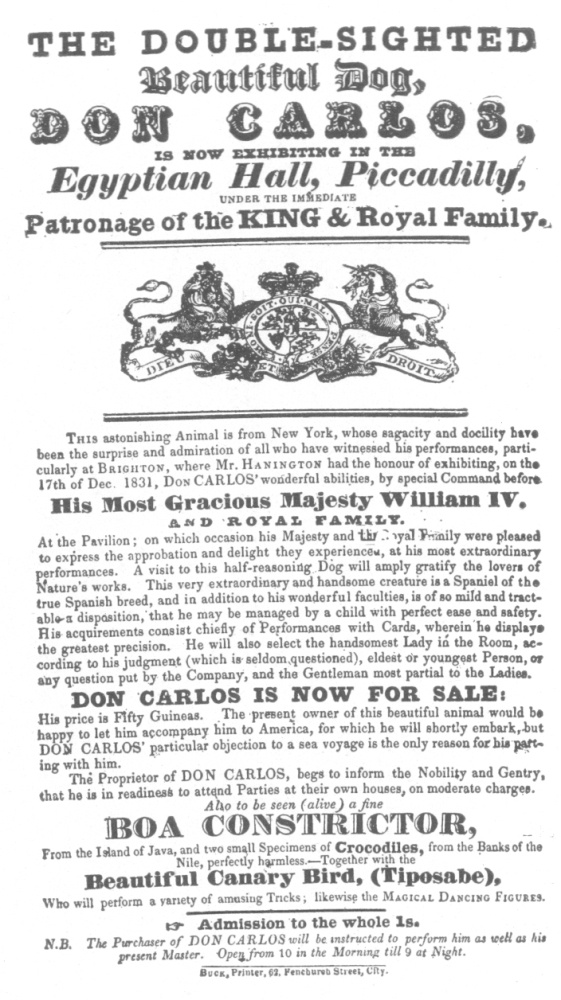 THE DOUBLE-SIGHTED
Beautiful Dog,
DON CARLOS,
IS NOW EXHIBITING IN THE
Egyptian Hall, Piccadilly,
UNDER THE IMMEDIATE
Patronage of the KING & Royal Family.
HONI SOIT QUI MAL Y PENSE
DIEU ET DROIT
THIS astonishing Animal is from New York, whose sagacity and docility have
been the surprise and admiration of all who have witnessed his performances, parti-
cularly at BRIGHTON, where Mr. HANINGTON had the honour of exhibiting, on the
17th of Dec. 1831, DON CARLOS' wonderful abilities, by special Command before
His Most Gracious Majesty William IV.
AND ROYAL FAMILY.
At the Pavilion; on which occasion his Majesty and the Royal Family were pleased
to express the approbation and delight they experienced, at his most extraordinary
performances. A visit to this half-reasoning Dog will amply gratify the lovers of
Nature's works. This very extraordinary and handsome creature is a Spaniel of the
true Spanish breed, and in addition to his wonderful faculties, is of so mild and tract-
able a disposition, that he may be managed by a child with perfect ease and safety.
His acquirements consist chiefly of Performances with Cards, wherein he displays
the greatest precision. He will also select the handsomest Lady in the Room, ac-
cording to his judgment (which is seldom questioned), eldest or youngest Person, or
any question put by the Company, and the Gentleman most partial to the Ladies.
DON CARLOS IS NOW FOR SALE:
His price is Fifty Guineas. The present owner of this beautiful animal would be
happy to let him accompany him to America, for which he will shortly embark, but
DON CARLOS' particular objection to a sea voyage is the only reason for his part-
ing with him.
The Proprietor of DON CARLOS, begs to inform the Nobility and Gentry,
that he is in readiness to attend Parties at their own houses, on moderate charges.
Also to be seen (alive) a fine
BOA CONSTRICTOR,
From the Island of Java, and two small Specimens of Crocodiles, from the Banks of the
Nile, perfectly harmless.—Together with the
Beautiful Canary Bird, (Tiposabe),
Who will perform a variety of amusing Tricks; likewise the MAGICAL DANCING FIGURES.
☞ Admission to the whole 1s.
N.B. The Purchaser of DON CARLOS will be instructed to perform him as well as his
present Master. Open from 10 in the Morning till 9 at Night.
BUCK, Printer, 62, Fenchurch Street, City.